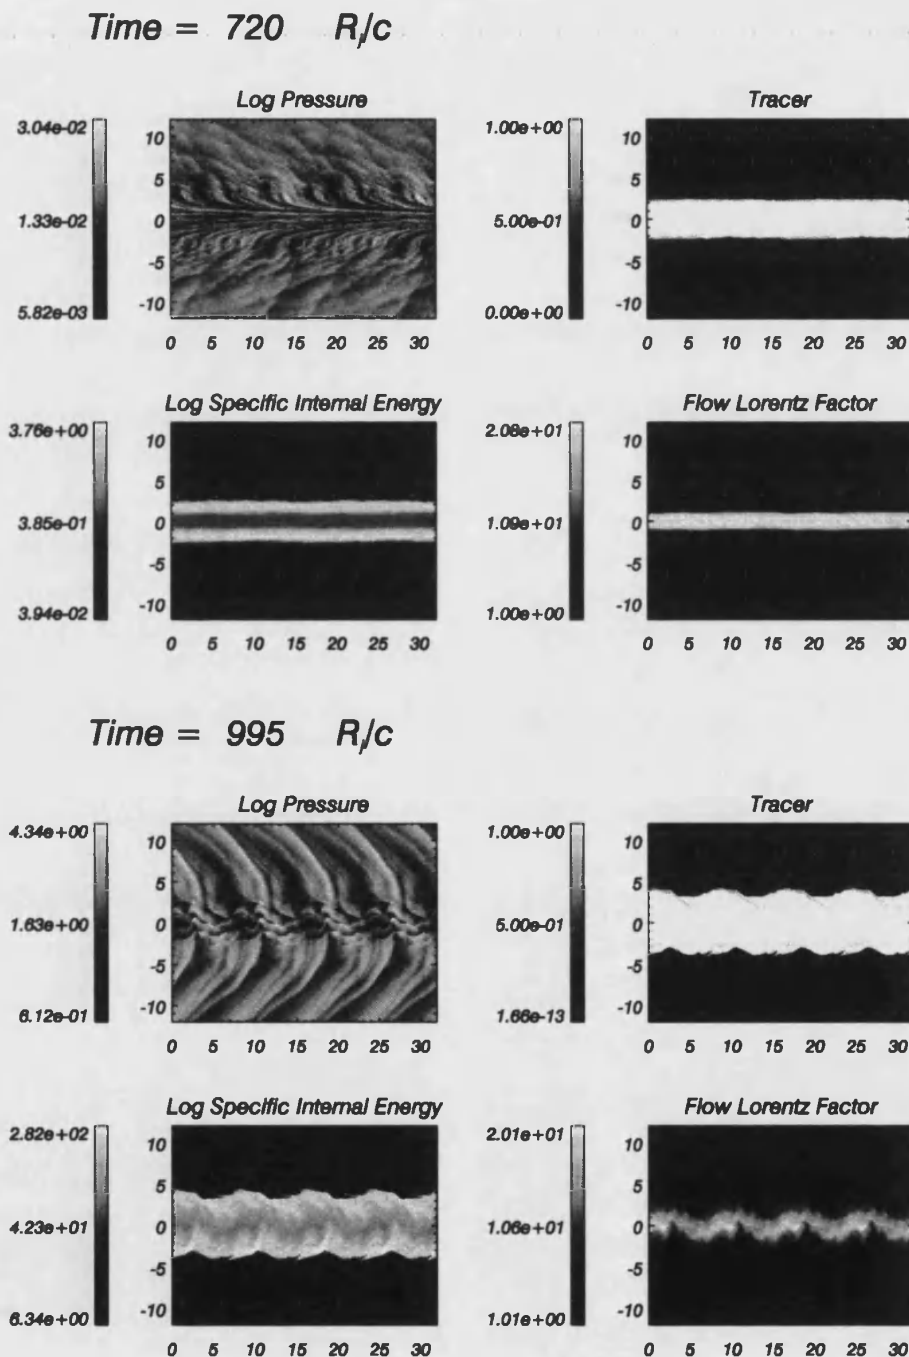 Time = 720 Rj/c
Log Pressure
3.04e-02
1.33e-02
5.82e-03
10
5
0
-5
-10
0 5 10 15 20 25 30
Tracer
1.00e+00
5.00e-01
0.00e+00
10
5
0
-5
-10
0 5 10 15 20 25 30
Log Specific Internal Energy
3.76e+00
3.85e-01
3.94e-02
10
5
0
-5
-10
0 5 10 15 20 25 30
Flow Lorentz Factor
2.08e+01
1.09e+01
1.00e+00
10
5
0
-5
-10
0 5 10 15 20 25 30
Time = 995 Rj/c
Log Pressure
4.34e+00
1.63e+00
6.12e-01
10
5
0
-5
-10
0 5 10 15 20 25 30
Tracer
1.00e+00
5.00e-01
1.66e-13
10
5
0
-5
-10
0 5 10 15 20 25 30
Log Specific Internal Energy
2.82e+02
4.23e+01
6.34e+00
10
5
0
-5
-10
0 5 10 15 20 25 30
Flow Lorentz Factor
2.01e+01
1.06e+01
1.01e+01
10
5
0
-5
-10
0 5 10 15 20 25 30